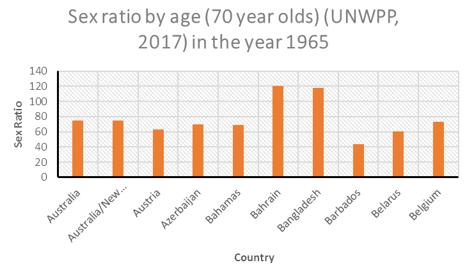 Sex ratio by age (70 year olds) (UNWPP,
2017) in the year 1965
140
120
100
80
60
40
20
0
Sex Ratio
Australia
Australia/New...
Austria
Azerbaijan
Bahamas
Bahrain
Bangladesh
Barbados
Belarus
Belgium
Country